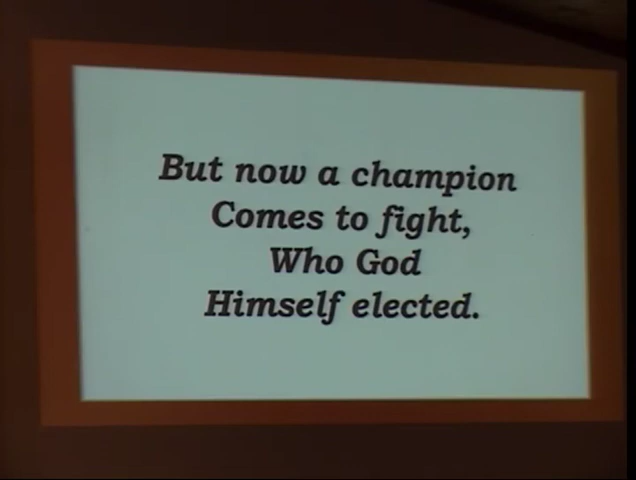 But now a champion
Comes to fight,
Who God
Himself elected.